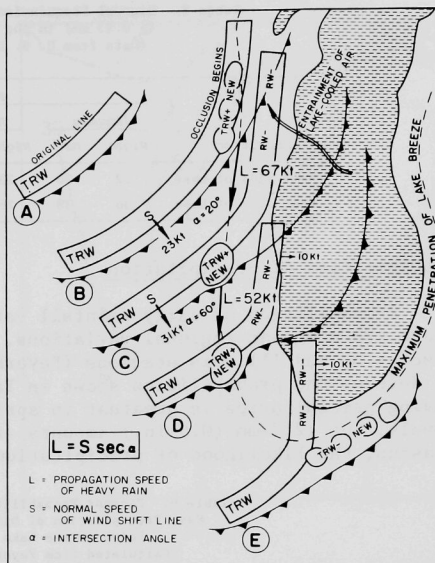 ORIGINAL LINE
TRW
A
OCCLUSION BEGINS
TRW+ NEW
TRW
S
23Kt α=20°
B
RW-
RW-
L=67Kt
ENTRAINMENT OF
LAKE-COOLED AIR
TRW
S
31Kt α=60°
C
TRW+
NEW
RW-
RW-
L=52Kt
10Kt
TRW
D
TRW+
NEW
MAXIMUM PENETRATION OF LAKE BREEZE
RW--
RW-
10Kt
TRW
TRW NEW
E
L = S sec α
L = PROPAGATION SPEED
OF HEAVY RAIN
S = NORMAL SPEED
OF WIND SHIFT LINE
α = INTERSECTION ANGLE